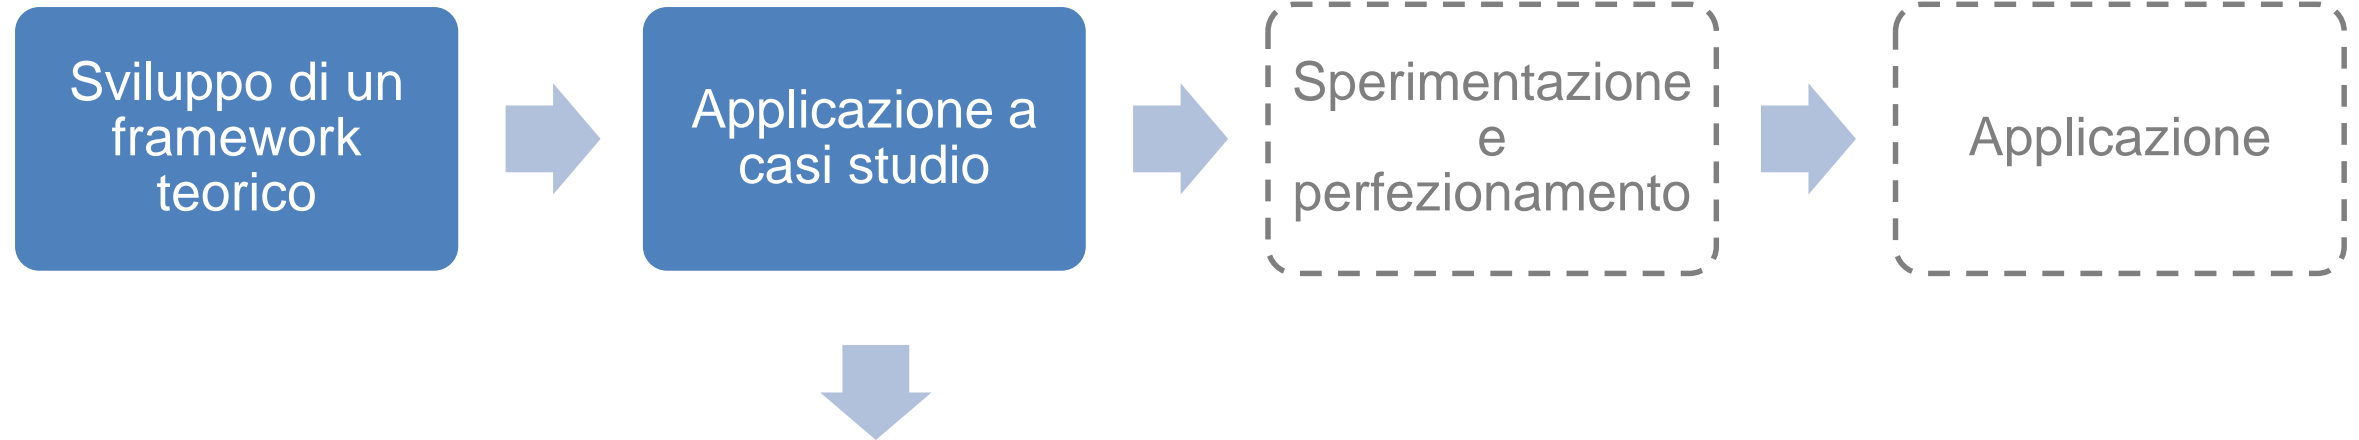 Sviluppo di un
framework
teorico
Applicazione a
casi studio
Sperimentazione
e
perfezionamento
Applicazione